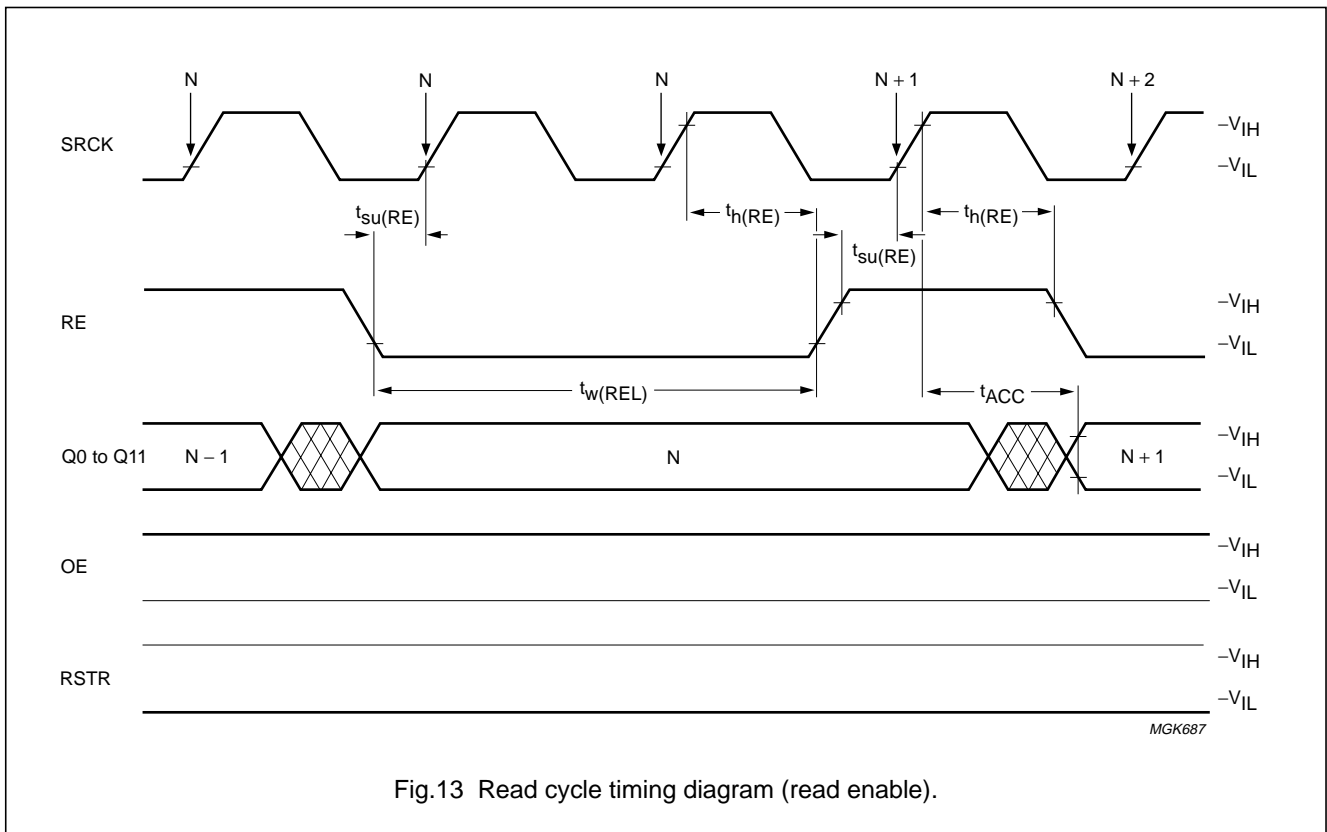 N N N N + 1 N + 2
SRCK
–VIH
–VIL
tsu(RE)
th(RE)
tsu(RE)
th(RE)
RE
–VIH
–VIL
tw(REL)
tACC
Q0 to Q11
N – 1
N
N + 1
–VIH
–VIL
OE
–VIH
–VIL
RSTR
–VIH
–VIL
MGK687
Fig.13 Read cycle timing diagram (read enable).